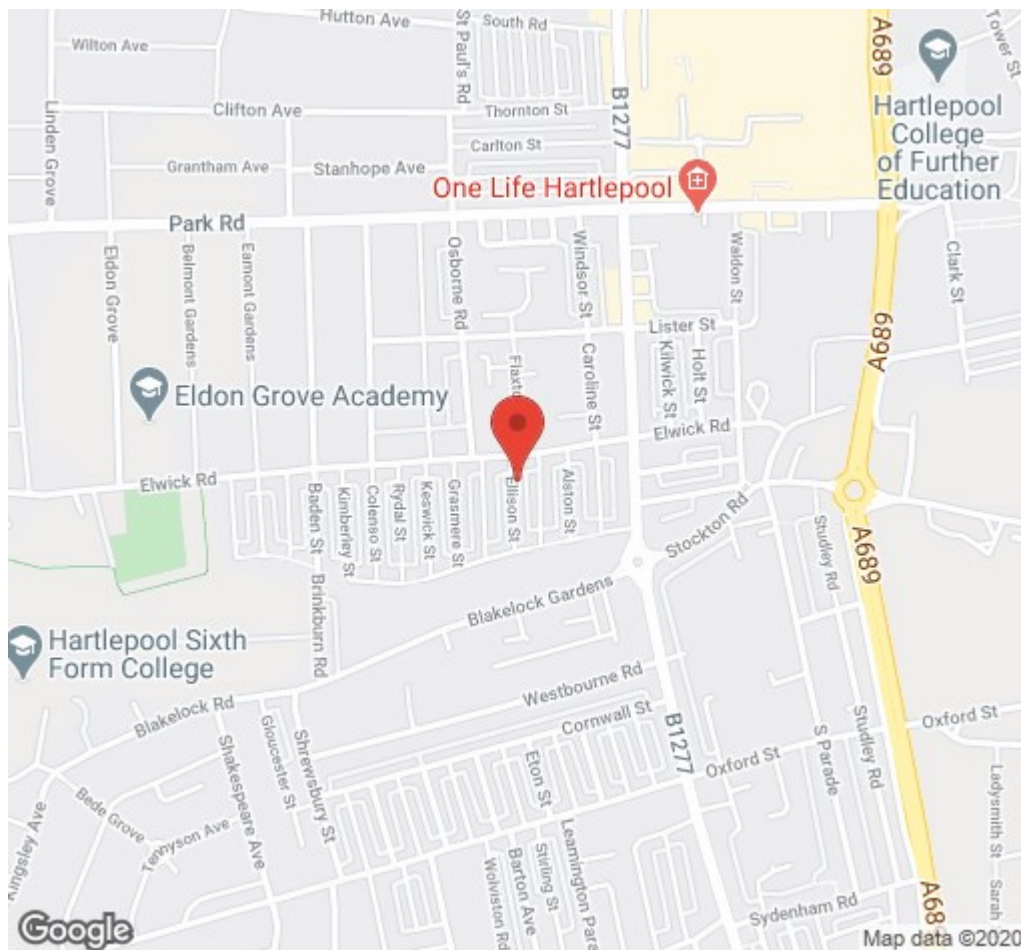 Hutton Ave
St Paul's Rd
South Rd
A689
Tower St
Wilton Ave
Linden Grove
Clifton Ave
Thornton St
B1277
Hartlepool
College
of Further
Education
Carlton St
Grantham Ave
Stanhope Ave
One Life Hartlepool
Park Rd
Eldon Grove
Belmont Gardens
Eamont Gardens
Osborne Rd
Windsor St
Waldon St
Clark St
Lister St
A689
Flaxto
Caroline St
Kilwick St
Holt St
Eldon Grove Academy
Elwick Rd
Elwick Rd
Baden St
Kimberley St
Colenso St
Rydal St
Keswick St
Grasmere St
Ellison St
Alston St
Stockton Rd
Studley Rd
A689
Brinkburn Rd
Blakelock Gardens
Hartlepool Sixth
Form College
Westbourne Rd
Blakelock Rd
Cornwall St
Gloucester St
Shrewsbury St
Shakespeare Ave
B1277
Oxford St
Oxford St
S Parade
Studley Rd
Eton St
Bede Grove
Tennyson Ave
Kingsley Ave
Leamington Para
Stirling St
Barton Ave
Wolviston Rd
Ladysmith St
Sarah
Sydenham Rd
A68
Google
Map data ©2020